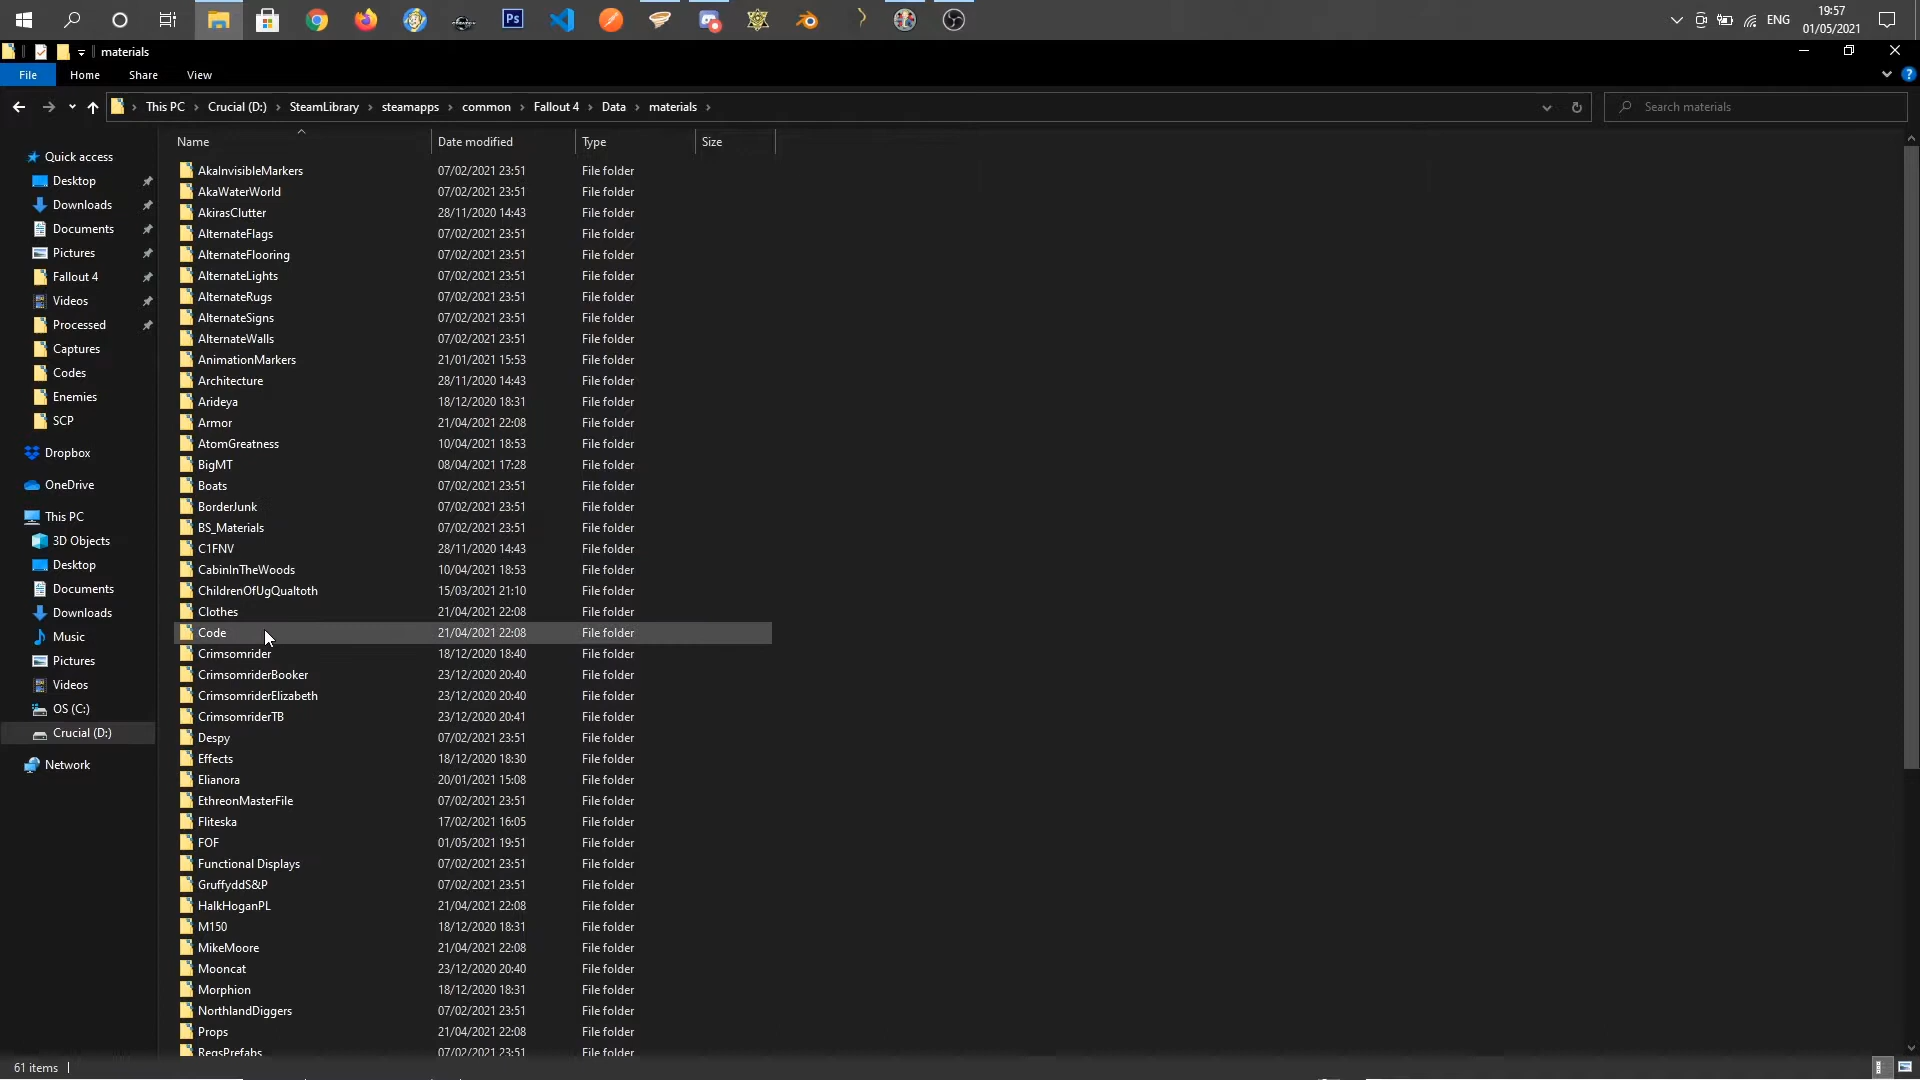 Ps
ENG
19:57
01/05/2021
materials
File Home Share View
This PC > Crucial (D:) > SteamLibrary > steamapps > common > Fallout 4 > Data > materials >
Search materials
Name Date modified Type Size
Quick access
Desktop
Downloads
Documents
Pictures
Fallout 4
Videos
Processed
Captures
Codes
Enemies
SCP
Dropbox
OneDrive
This PC
3D Objects
Desktop
Documents
Downloads
Music
Pictures
Videos
OS (C:)
Crucial (D:)
Network
AkaInvisibleMarkers 07/02/2021 23:51 File folder
AkaWaterWorld 07/02/2021 23:51 File folder
AkirasClutter 28/11/2020 14:43 File folder
AlternateFlags 07/02/2021 23:51 File folder
AlternateFlooring 07/02/2021 23:51 File folder
AlternateLights 07/02/2021 23:51 File folder
AlternateRugs 07/02/2021 23:51 File folder
AlternateSigns 07/02/2021 23:51 File folder
AlternateWalls 07/02/2021 23:51 File folder
AnimationMarkers 21/01/2021 15:53 File folder
Architecture 28/11/2020 14:43 File folder
Arideya 18/12/2020 18:31 File folder
Armor 21/04/2021 22:08 File folder
AtomGreatness 10/04/2021 18:53 File folder
BigMT 08/04/2021 17:28 File folder
Boats 07/02/2021 23:51 File folder
BorderJunk 07/02/2021 23:51 File folder
BS_Materials 07/02/2021 23:51 File folder
C1FNV 28/11/2020 14:43 File folder
CabinInTheWoods 10/04/2021 18:53 File folder
ChildrenOfUgQualtoth 15/03/2021 21:10 File folder
Clothes 21/04/2021 22:08 File folder
Code 21/04/2021 22:08 File folder
Crimsomrider 18/12/2020 18:40 File folder
CrimsomriderBooker 23/12/2020 20:40 File folder
CrimsomriderElizabeth 23/12/2020 20:40 File folder
CrimsomriderTB 23/12/2020 20:41 File folder
Despy 07/02/2021 23:51 File folder
Effects 18/12/2020 18:30 File folder
Elianora 20/01/2021 15:08 File folder
EthreonMasterFile 07/02/2021 23:51 File folder
Fliteska 17/02/2021 16:05 File folder
FOF 01/05/2021 19:51 File folder
Functional Displays 07/02/2021 23:51 File folder
GruffyddS&P 07/02/2021 23:51 File folder
HalkHoganPL 21/04/2021 22:08 File folder
M150 18/12/2020 18:31 File folder
MikeMoore 21/04/2021 22:08 File folder
Mooncat 23/12/2020 20:40 File folder
Morphion 18/12/2020 18:31 File folder
NorthlandDiggers 07/02/2021 23:51 File folder
Props 21/04/2021 22:08 File folder
RegsPrefabs 07/02/2021 23:51 File folder
61 items